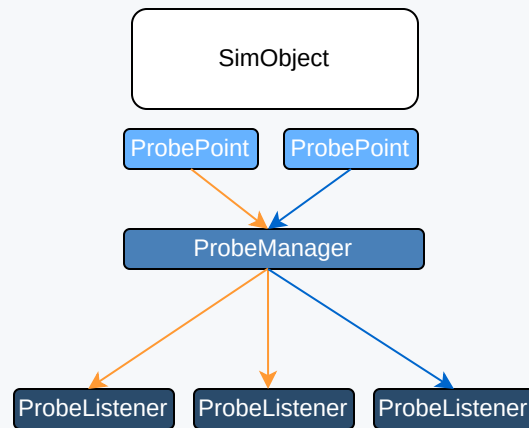 SimObject
ProbePoint
ProbePoint
ProbeManager
ProbeListener
ProbeListener
ProbeListener